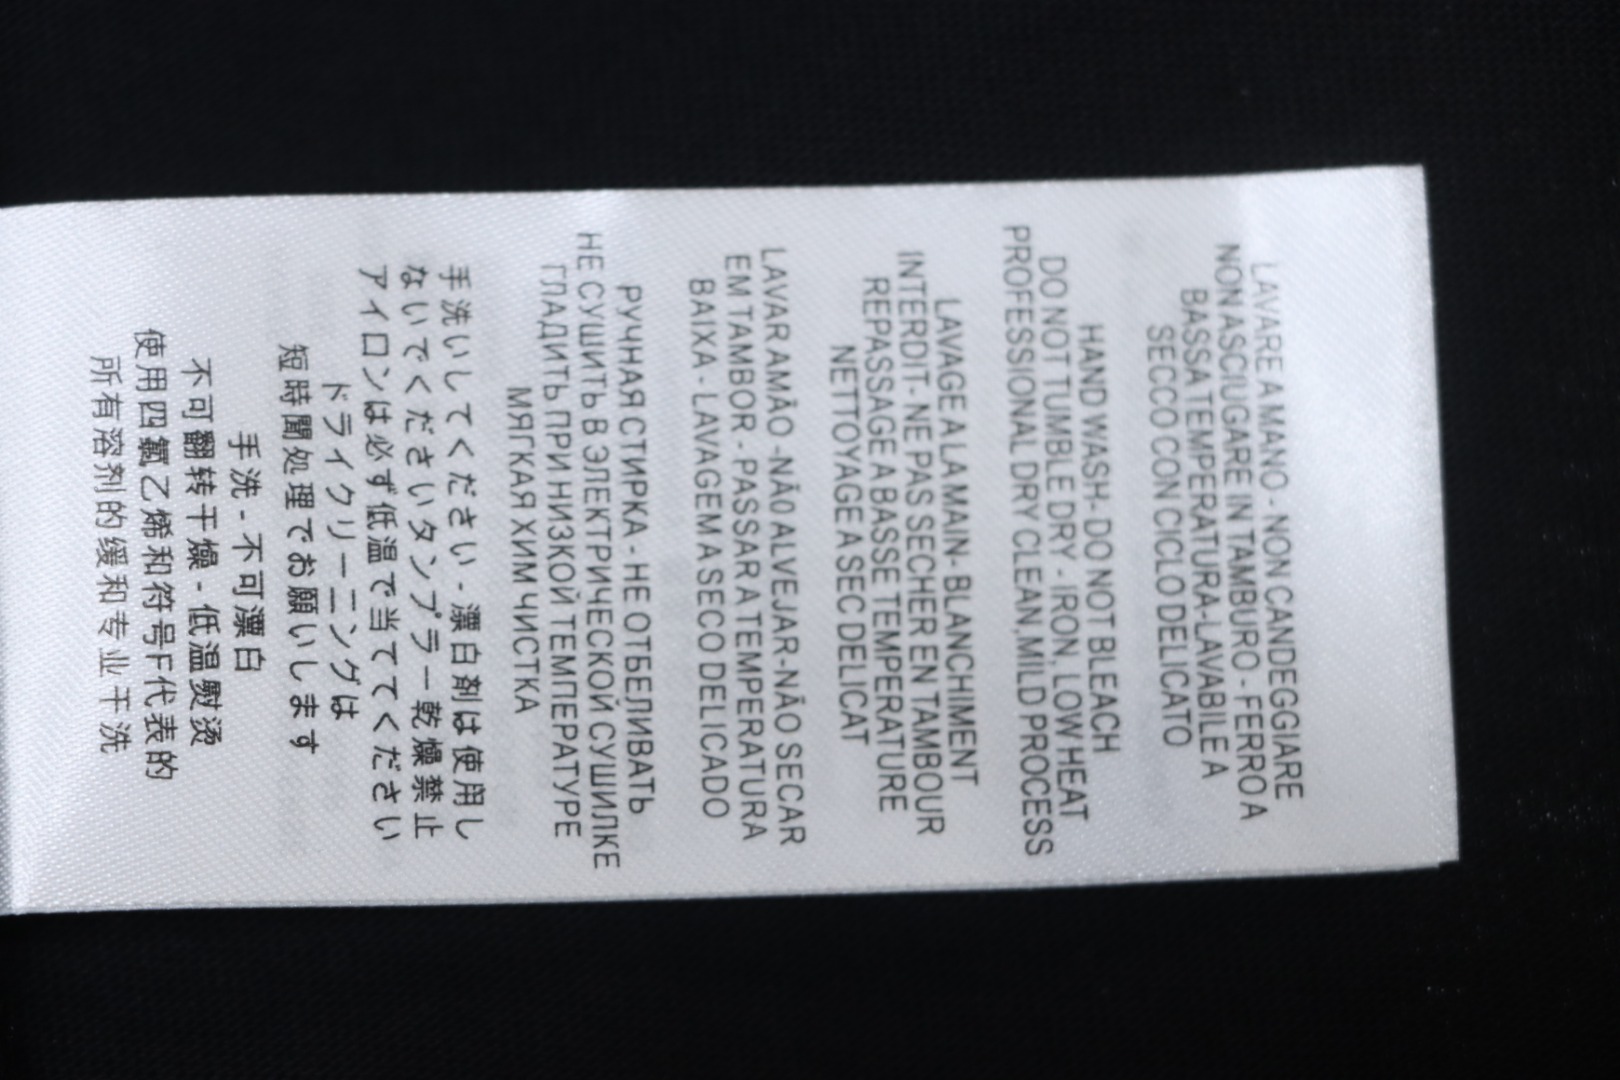 LAVARE A MANO - NON CANDEGGIARE
NON ASCIUGARE IN TAMBURO - FERRO A
BASSA TEMPERATURA-LAVABILE A
SECCO CON CICLO DELICATO
HAND WASH- DO NOT BLEACH
DO NOT TUMBLE DRY - IRON, LOW HEAT
PROFESSIONAL DRY CLEAN,MILD PROCESS
LAVAGE A LA MAIN- BLANCHIMENT
INTERDIT- NE PAS SECHER EN TAMBOUR
REPASSAGE A BASSE TEMPERATURE
NETTOYAGE A SEC DELICAT
LAVAR AMÃO -NÃO ALVEJAR-NÃO SECAR
EM TAMBOR - PASSAR A TEMPERATURA
BAIXA - LAVAGEM A SECO DELICADO
РУЧНАЯ СТИРКА - НЕ ОТБЕЛИВАТЬ
НЕ СУШИТЬ В ЭЛЕКТРИЧЕСКОЙ СУШИЛКЕ
ГЛАДИТЬ ПРИ НИЗКОЙ ТЕМПЕРАТУРЕ
МЯГКАЯ ХИМ ЧИСТКА
手洗いしてください - 漂白剤は使用し
ないでくださいタンブラー乾燥禁止
アイロンは必ず低温で当ててください
ドライクリーニングは
短時間処理でお願いします
手洗 - 不可漂白
不可翻转干燥 - 低温熨烫
使用四氯乙烯和符号F代表的
所有溶剂的缓和专业干洗